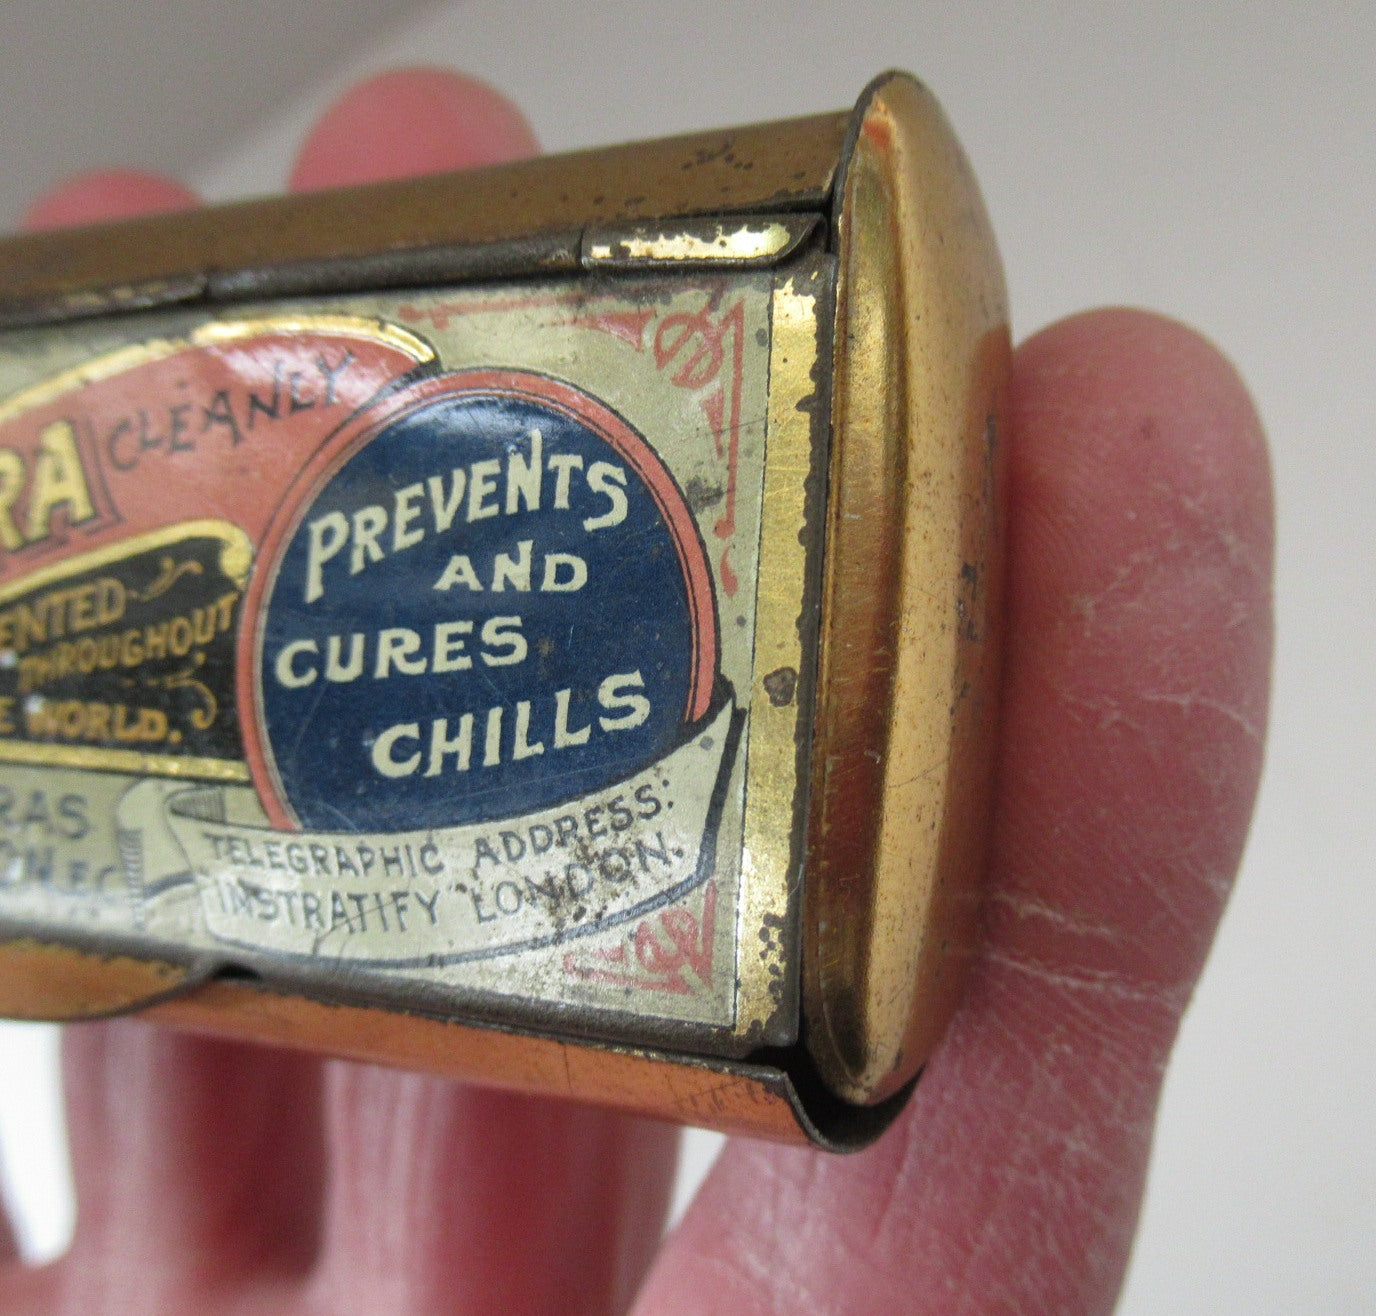 RA CLEANLY
ENTED
THROUGHOUT
E WORLD.
PREVENTS
AND
CURES
CHILLS
RAS
ON E.C
TELEGRAPHIC ADDRESS:
INSTRATIFY LONDON.